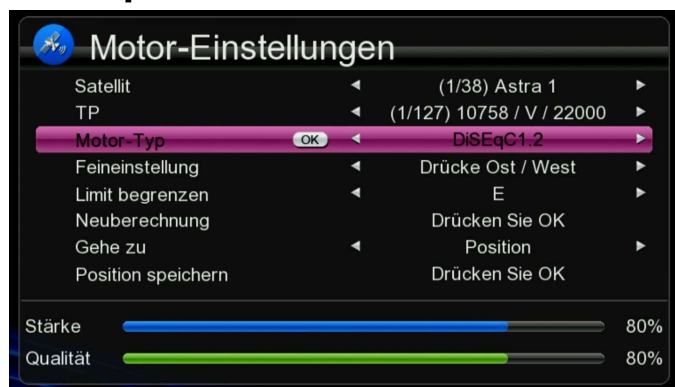 Motor-Einstellungen
Satellit (1/38) Astra 1
TP (1/127) 10758 / V / 22000
Motor-Typ OK DiSEqC1.2
Feineinstellung Drücke Ost / West
Limit begrenzen E
Neuberechnung Drücken Sie OK
Gehe zu Position
Position speichern Drücken Sie OK
Stärke 80%
Qualität 80%